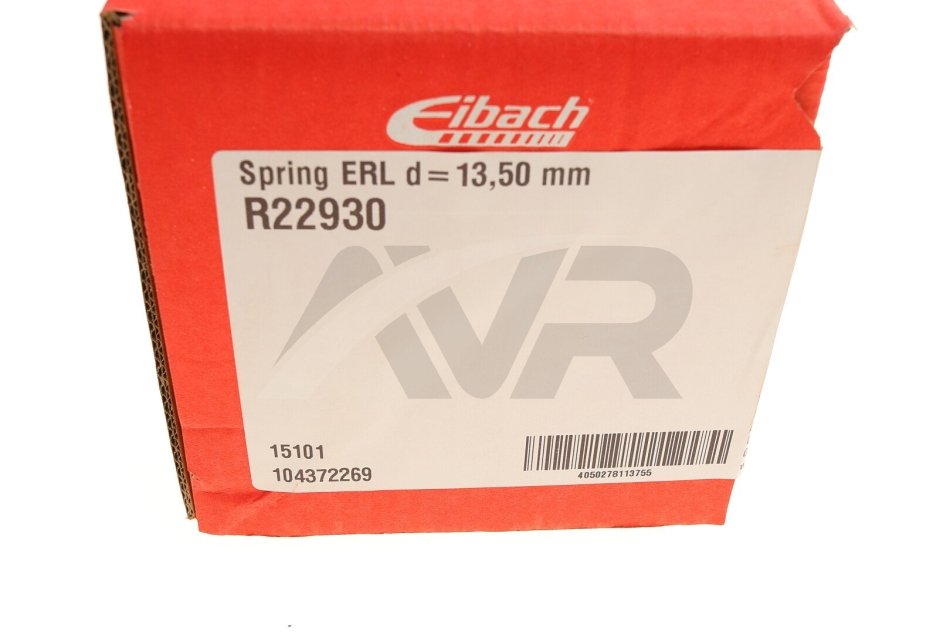 Eibach
Spring ERL d=13,50 mm
R22930
AVR
15101
104372269
4050278113755